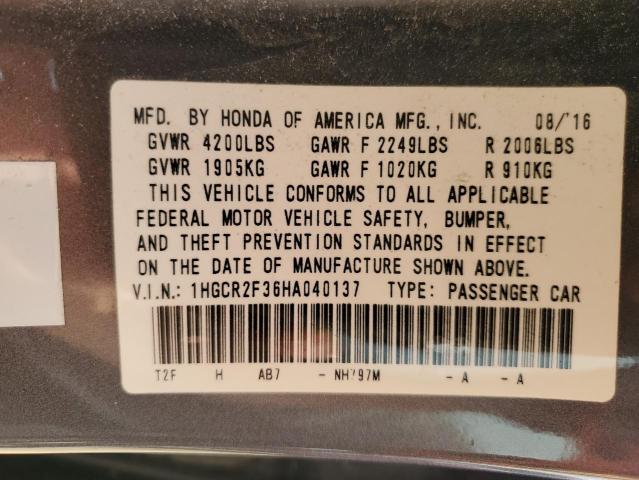 MFD. BY HONDA OF AMERICA MFG., INC. 08/'16
GVWR 4200LBS GAWR F 2249LBS R 2006LBS
GVWR 1905KG GAWR F 1020KG R 910KG
THIS VEHICLE CONFORMS TO ALL APPLICABLE
FEDERAL MOTOR VEHICLE SAFETY, BUMPER,
AND THEFT PREVENTION STANDARDS IN EFFECT
ON THE DATE OF MANUFACTURE SHOWN ABOVE.
V.I.N.: 1HGCR2F36HA040137 TYPE: PASSENGER CAR
T2F H AB7 - NH797M - A - A